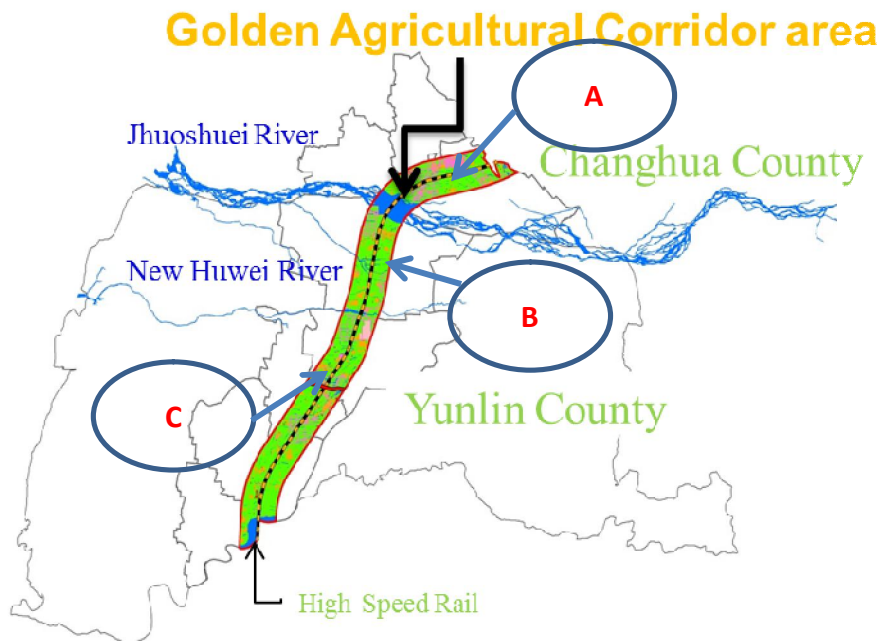 Golden Agricultural Corridor area
A
Jhuoshuei River
Changhua County
New Huwei River
B
C
Yunlin County
High Speed Rail